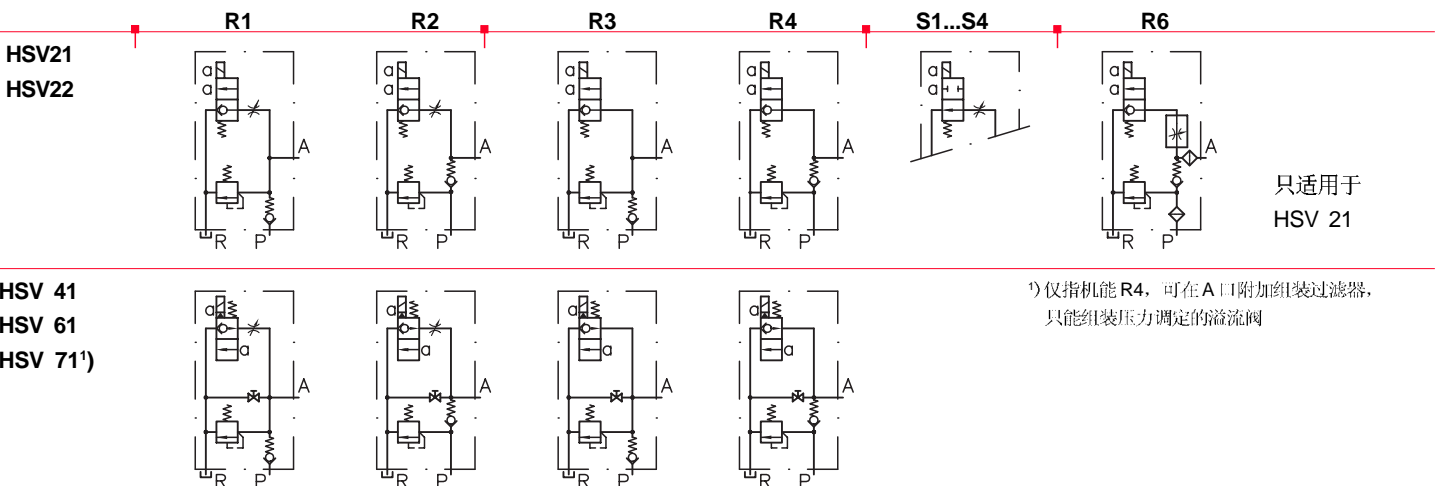 R1 R2 R3 R4 S1...S4 R6
HSV21
HSV22
a a a a a a
a a a a a a
A A A A A
R P R P R P R P R P
只适用于
HSV 21
HSV 41
HSV 61
HSV 71¹)
a a a a
a a a a
A A A A
R P R P R P R P
¹) 仅指机能 R4，可在 A 口附加组装过滤器，
只能组装压力调定的溢流阀